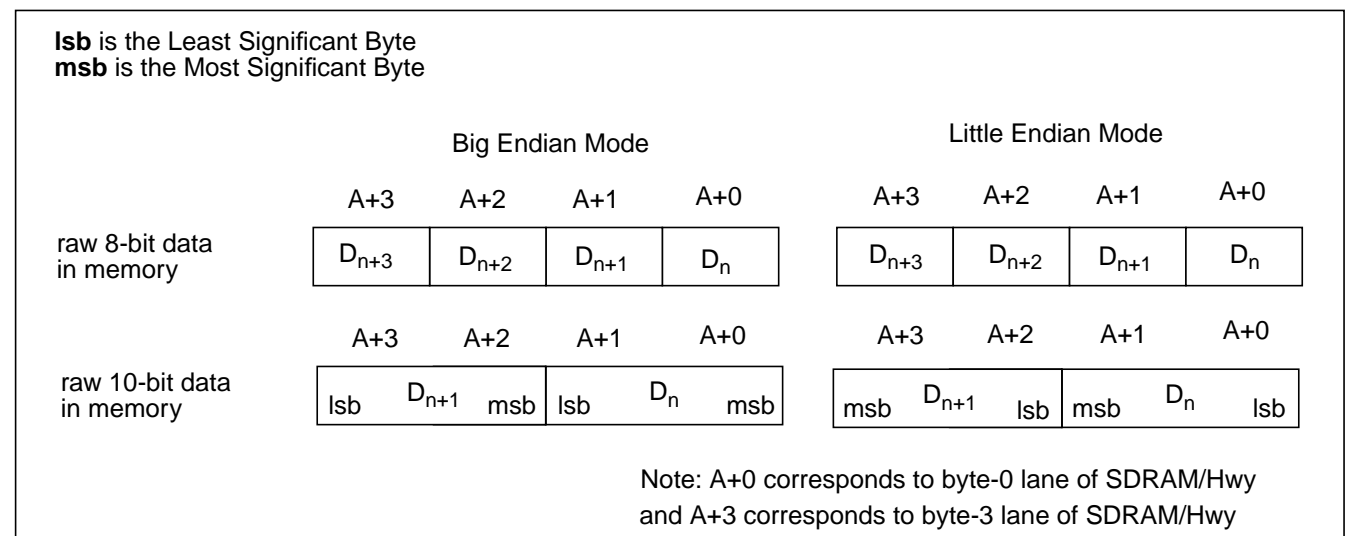 lsb is the Least Significant Byte
msb is the Most Significant Byte
Big Endian Mode Little Endian Mode
A+3 A+2 A+1 A+0 A+3 A+2 A+1 A+0
raw 8-bit data
in memory
Dn+3 Dn+2 Dn+1 Dn Dn+3 Dn+2 Dn+1 Dn
A+3 A+2 A+1 A+0 A+3 A+2 A+1 A+0
raw 10-bit data
in memory
lsb Dn+1 msb lsb Dn msb msb Dn+1 lsb msb Dn lsb
Note: A+0 corresponds to byte-0 lane of SDRAM/Hwy
and A+3 corresponds to byte-3 lane of SDRAM/Hwy